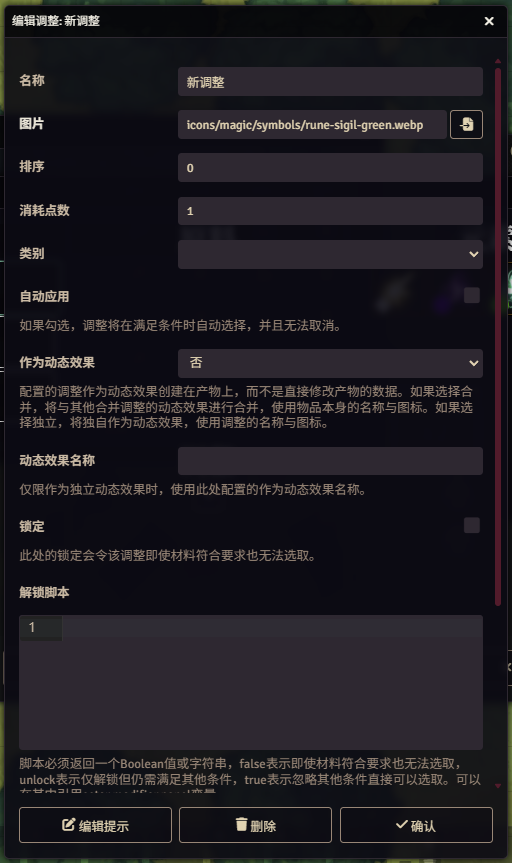 编辑调整: 新调整
名称
新调整
图片
icons/magic/symbols/rune-sigil-green.webp
排序
0
消耗点数
1
类别
自动应用
如果勾选，调整将在满足条件时自动选择，并且无法取消。
作为动态效果
否
配置的调整作为动态效果创建在产物上，而不是直接修改产物的数据。如果选择合
并，将与其他合并调整的动态效果进行合并，使用物品本身的名称与图标。如果选
择独立，将独自作为动态效果，使用调整的名称与图标。
动态效果名称
仅限作为独立动态效果时，使用此处配置的作为动态效果名称。
锁定
此处的锁定会令该调整即使材料符合要求也无法选取。
解锁脚本
1
脚本必须返回一个Boolean值或字符串，false表示即使材料符合要求也无法选取，
unlock表示仅解锁但仍需满足其他条件，true表示忽略其他条件直接可以选取。可以
编辑提示
删除
确认